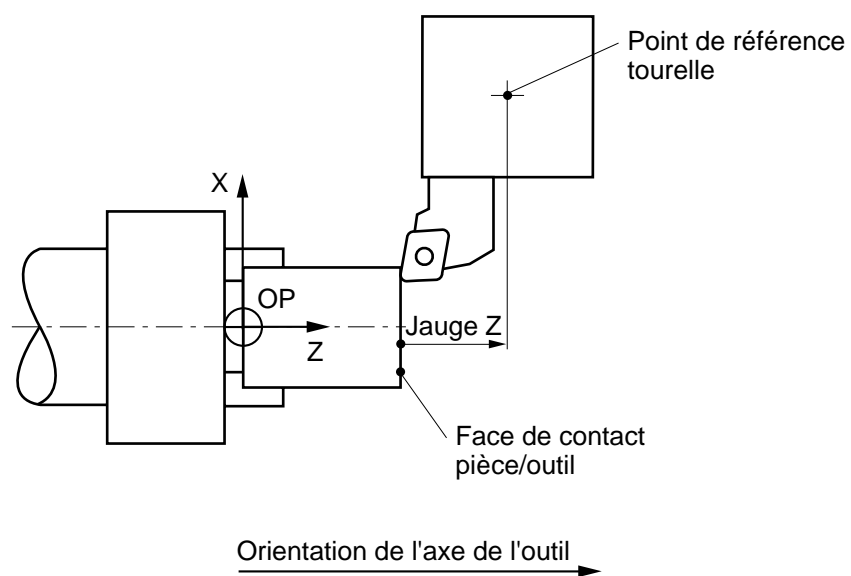 Point de référence
tourelle
X
OP
Z
Jauge Z
Face de contact
pièce/outil
Orientation de l'axe de l'outil